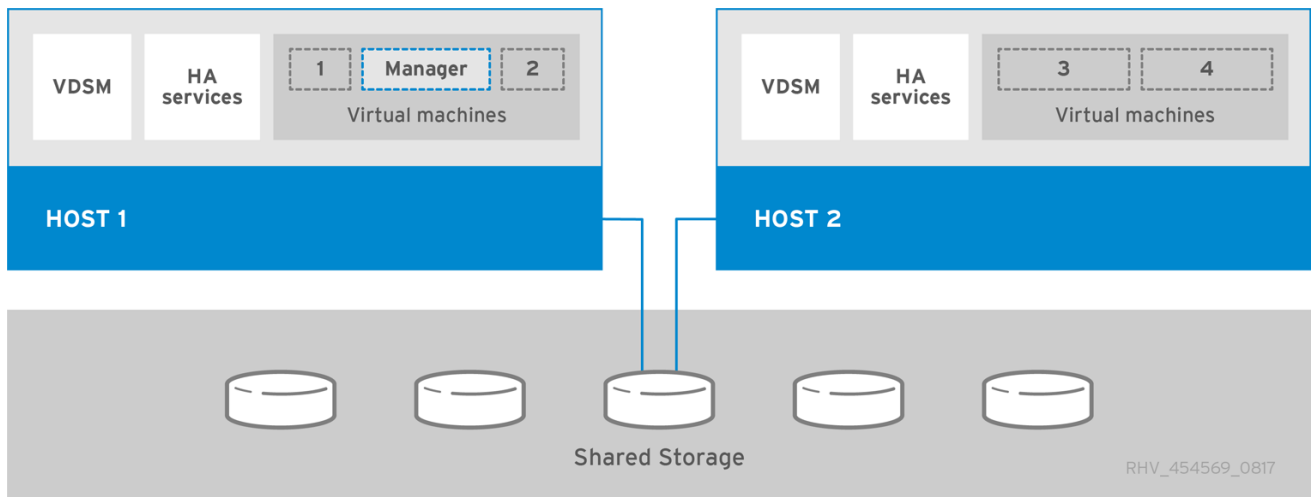 VDSM
HA
services
1
Manager
2
Virtual machines
HOST 1
VDSM
HA
services
3
4
Virtual machines
HOST 2
Shared Storage
RHV_454569_0817